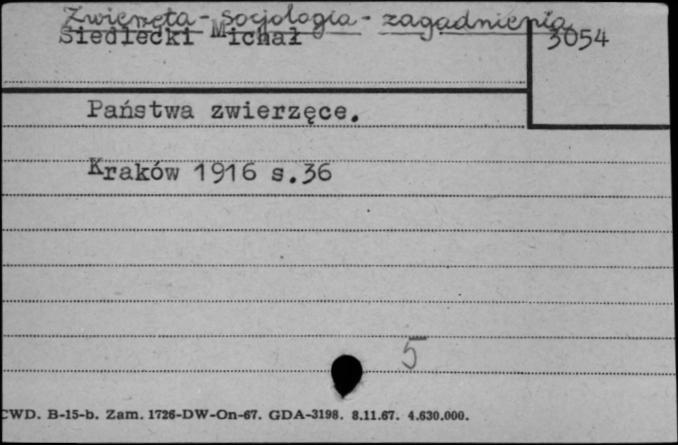 Zwierzęta - socjologia - zagadnienia
Siedlecki Michał
3054
Państwa zwierzęce.
Kraków 1916 s.36
5
CWD. B-15-b. Zam. 1726-DW-On-67. GDA-3198. 8.11.67. 4.630.000.